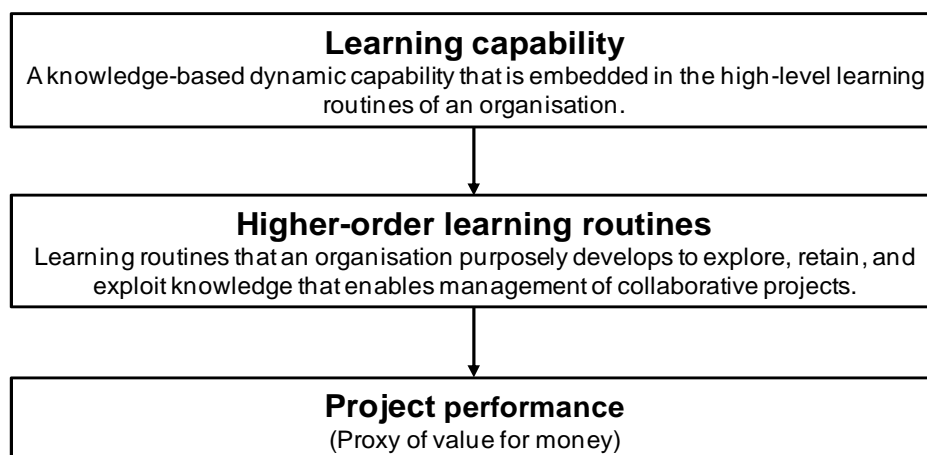 Learning capability
A knowledge-based dynamic capability that is embedded in the high-level learning
routines of an organisation.
Higher-order learning routines
Learning routines that an organisation purposely develops to explore, retain, and
exploit knowledge that enables management of collaborative projects.
Project performance
(Proxy of value for money)